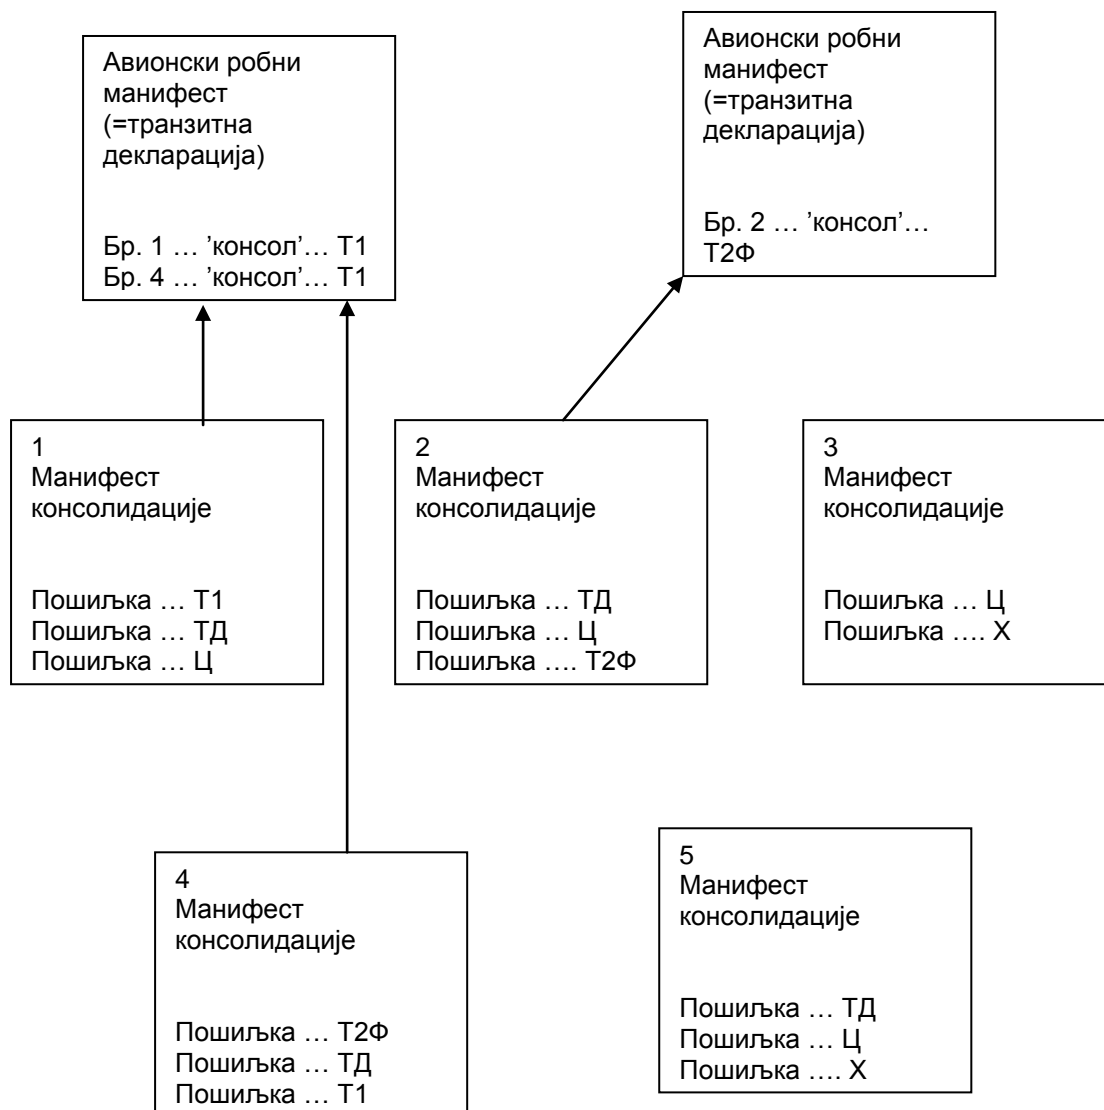 Авионски робни
манифест
(=транзитна
декларација)
Бр. 1 … ’консол’… Т1
Бр. 4 … ’консол’… Т1
Авионски робни
манифест
(=транзитна
декларација)
Бр. 2 … ’консол’…
Т2Ф
1
Манифест
консолидације
Пошиљка … Т1
Пошиљка … ТД
Пошиљка … Ц
2
Манифест
консолидације
Пошиљка … ТД
Пошиљка … Ц
Пошиљка …. Т2Ф
3
Манифест
консолидације
Пошиљка … Ц
Пошиљка …. Х
4
Манифест
консолидације
Пошиљка … Т2Ф
Пошиљка … ТД
Пошиљка … Т1
5
Манифест
консолидације
Пошиљка … ТД
Пошиљка … Ц
Пошиљка …. Х